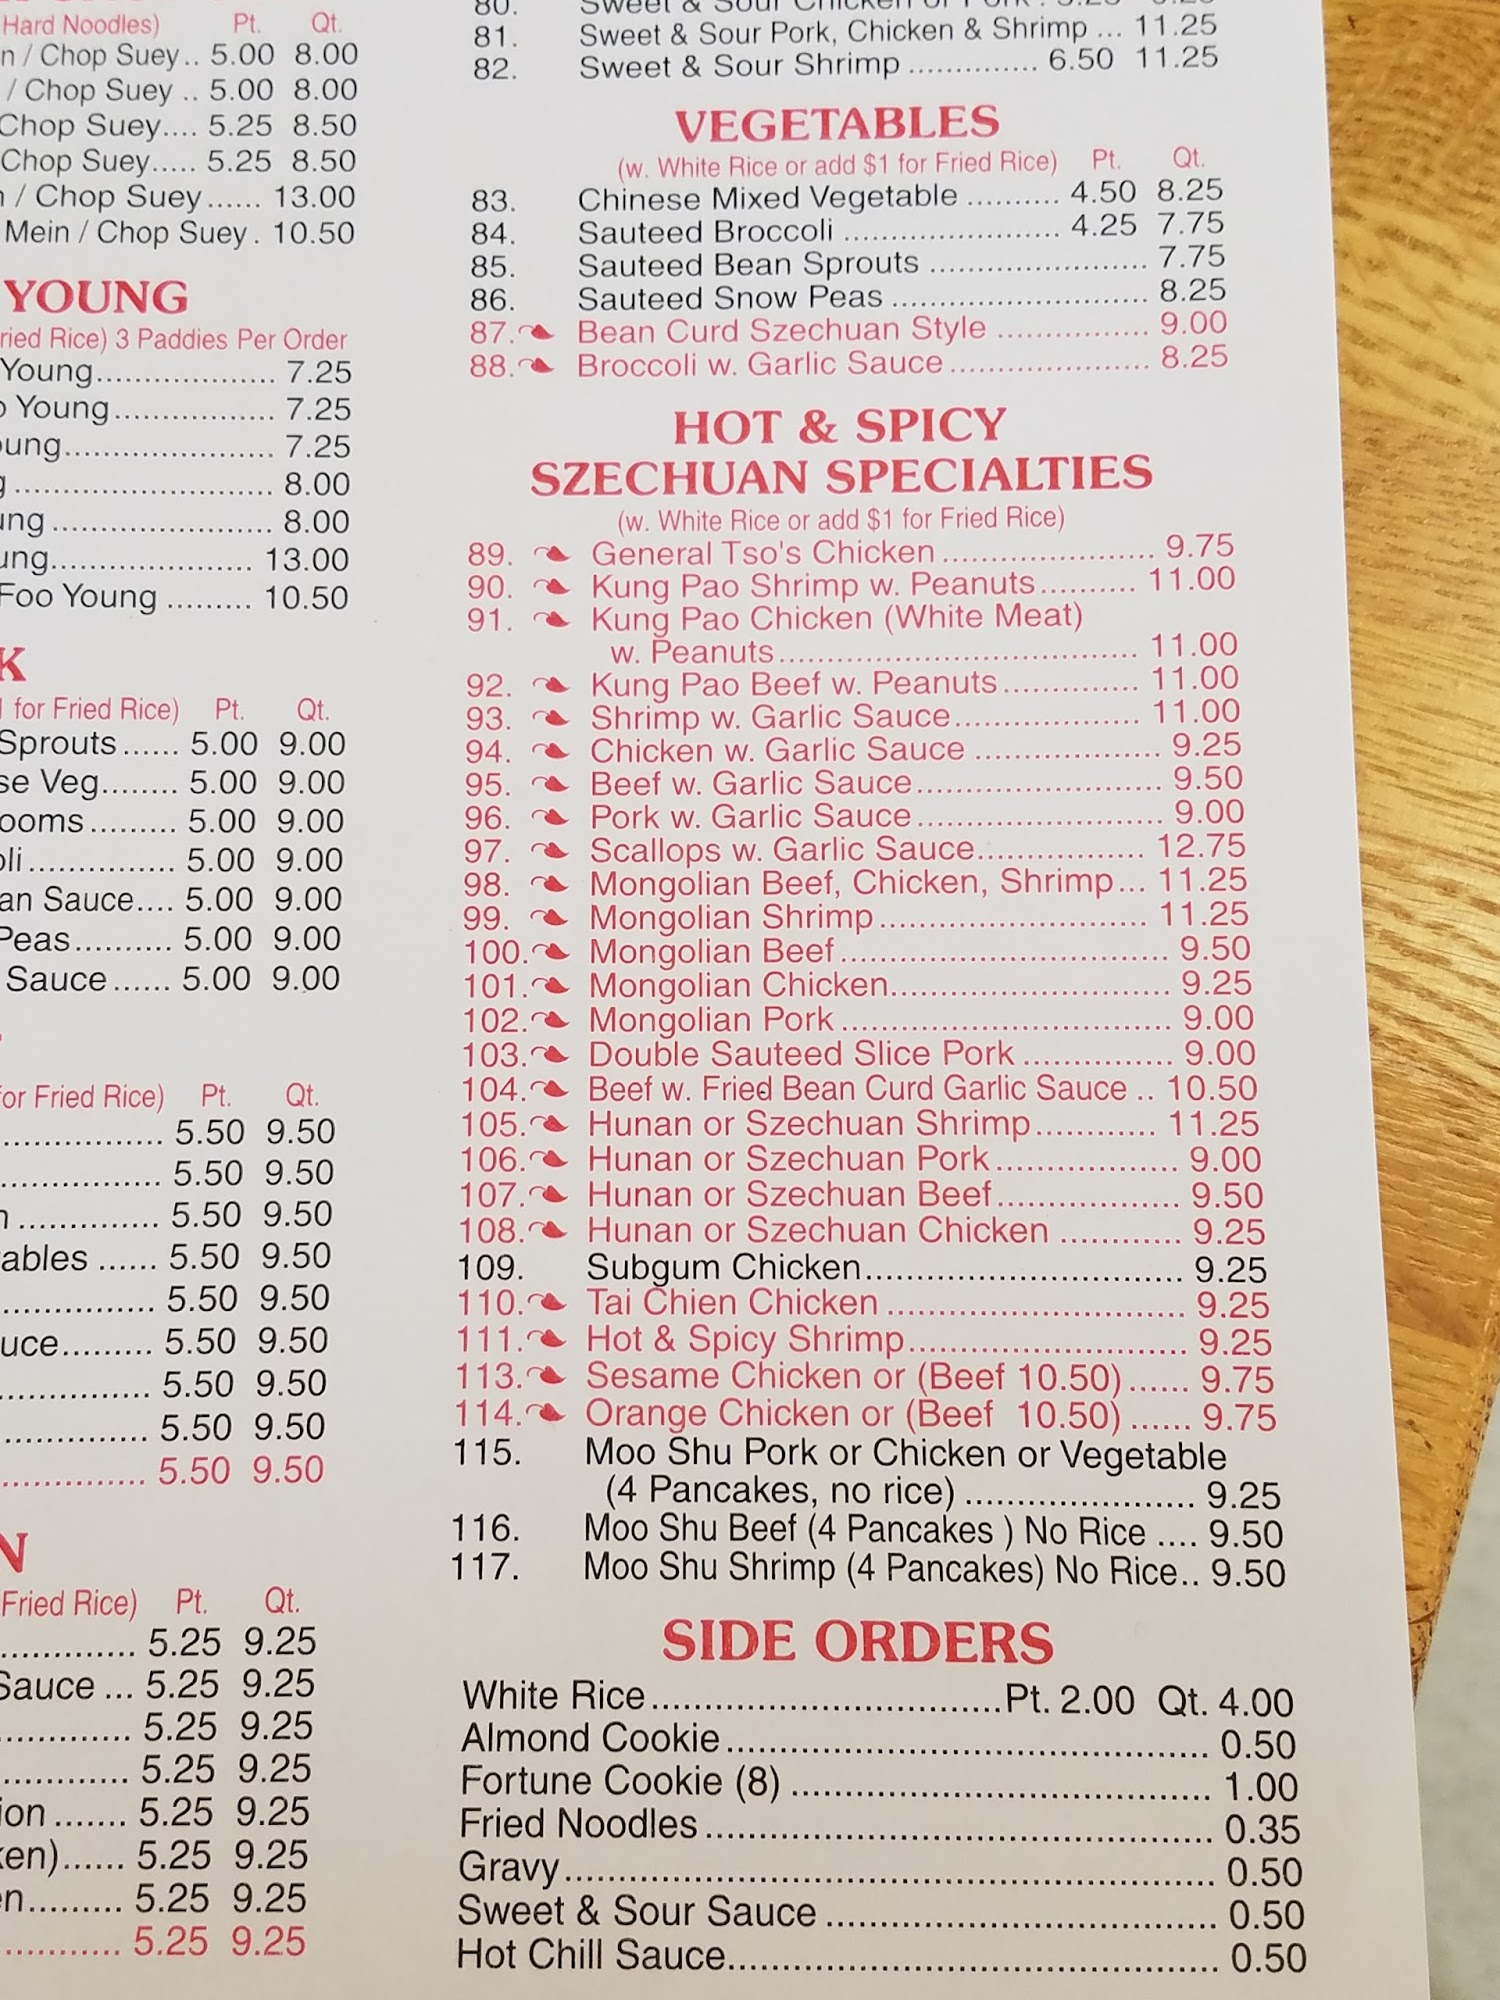 Hard Noodles) Pt. Qt.
n / Chop Suey.. 5.00 8.00
/ Chop Suey .. 5.00 8.00
Chop Suey.... 5.25 8.50
Chop Suey..... 5.25 8.50
/ Chop Suey...... 13.00
Mein / Chop Suey . 10.50
YOUNG
ried Rice) 3 Paddies Per Order
Young................... 7.25
o Young................. 7.25
oung...................... 7.25
g ........................... 8.00
ung ....................... 8.00
ung..................... 13.00
Foo Young ......... 10.50
K
for Fried Rice) Pt. Qt.
Sprouts...... 5.00 9.00
se Veg........ 5.00 9.00
ooms ......... 5.00 9.00
oli............... 5.00 9.00
an Sauce.... 5.00 9.00
Peas.......... 5.00 9.00
Sauce ...... 5.00 9.00
for Fried Rice) Pt. Qt.
................. 5.50 9.50
................. 5.50 9.50
n .............. 5.50 9.50
ables ...... 5.50 9.50
................ 5.50 9.50
uce......... 5.50 9.50
............... 5.50 9.50
............... 5.50 9.50
............... 5.50 9.50
N
Fried Rice) Pt. Qt.
.............. 5.25 9.25
Sauce ... 5.25 9.25
............. 5.25 9.25
............. 5.25 9.25
ion ....... 5.25 9.25
ken)...... 5.25 9.25
en......... 5.25 9.25
............ 5.25 9.25
80. Sweet & Sour Chicken or Pork . 5.25 9.25
81. Sweet & Sour Pork, Chicken & Shrimp ... 11.25
82. Sweet & Sour Shrimp .............. 6.50 11.25
VEGETABLES
(w. White Rice or add $1 for Fried Rice) Pt. Qt.
83. Chinese Mixed Vegetable .......... 4.50 8.25
84. Sauteed Broccoli ....................... 4.25 7.75
85. Sauteed Bean Sprouts ....................... 7.75
86. Sauteed Snow Peas ........................... 8.25
87. Bean Curd Szechuan Style ................ 9.00
88. Broccoli w. Garlic Sauce ..................... 8.25
HOT & SPICY
SZECHUAN SPECIALTIES
(w. White Rice or add $1 for Fried Rice)
89. General Tso's Chicken ...................... 9.75
90. Kung Pao Shrimp w. Peanuts.......... 11.00
91. Kung Pao Chicken (White Meat)
w. Peanuts..................................... 11.00
92. Kung Pao Beef w. Peanuts.............. 11.00
93. Shrimp w. Garlic Sauce................... 11.00
94. Chicken w. Garlic Sauce ................... 9.25
95. Beef w. Garlic Sauce......................... 9.50
96. Pork w. Garlic Sauce......................... 9.00
97. Scallops w. Garlic Sauce................. 12.75
98. Mongolian Beef, Chicken, Shrimp... 11.25
99. Mongolian Shrimp........................... 11.25
100. Mongolian Beef................................. 9.50
101. Mongolian Chicken............................ 9.25
102. Mongolian Pork ................................. 9.00
103. Double Sauteed Slice Pork ............... 9.00
104. Beef w. Fried Bean Curd Garlic Sauce .. 10.50
105. Hunan or Szechuan Shrimp............ 11.25
106. Hunan or Szechuan Pork.................. 9.00
107. Hunan or Szechuan Beef.................. 9.50
108. Hunan or Szechuan Chicken ............ 9.25
109. Subgum Chicken............................... 9.25
110. Tai Chien Chicken ............................. 9.25
111. Hot & Spicy Shrimp........................... 9.25
113. Sesame Chicken or (Beef 10.50) ...... 9.75
114. Orange Chicken or (Beef 10.50) ...... 9.75
115. Moo Shu Pork or Chicken or Vegetable
(4 Pancakes, no rice) ...................... 9.25
116. Moo Shu Beef (4 Pancakes ) No Rice .... 9.50
117. Moo Shu Shrimp (4 Pancakes) No Rice.. 9.50
SIDE ORDERS
White Rice..................................Pt. 2.00 Qt. 4.00
Almond Cookie............................................... 0.50
Fortune Cookie (8) ......................................... 1.00
Fried Noodles ................................................. 0.35
Gravy............................................................... 0.50
Sweet & Sour Sauce ...................................... 0.50
Hot Chill Sauce................................................ 0.50